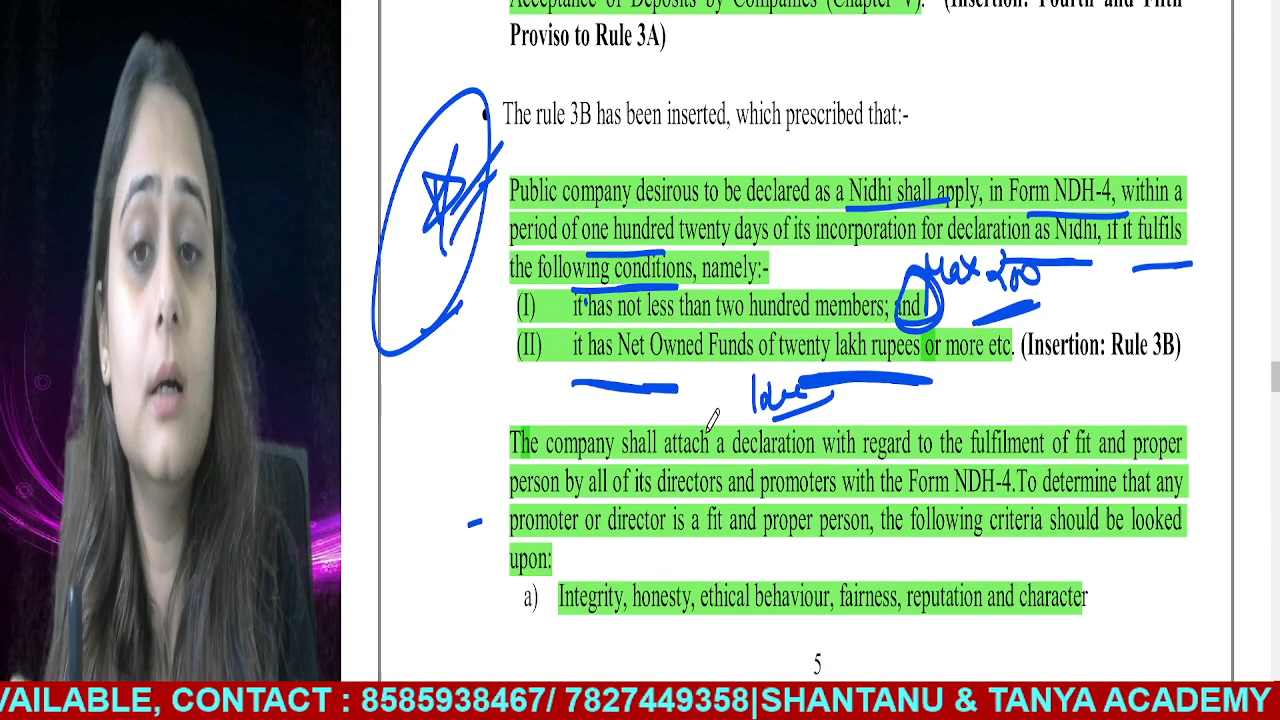 Acceptance of Deposits by Companies (Chapter V). (Insertion: Fourth and Fifth
Proviso to Rule 3A)
• The rule 3B has been inserted, which prescribed that:-
Public company desirous to be declared as a Nidhi shall apply, in Form NDH-4, within a
period of one hundred twenty days of its incorporation for declaration as Nidhi, if it fulfils
the following conditions, namely:-
Max - 200
(I) it has not less than two hundred members; and
(II) it has Net Owned Funds of twenty lakh rupees or more etc. (Insertion: Rule 3B)
The company shall attach a declaration with regard to the fulfilment of fit and proper
person by all of its directors and promoters with the Form NDH-4.To determine that any
promoter or director is a fit and proper person, the following criteria should be looked
upon:
a) Integrity, honesty, ethical behaviour, fairness, reputation and character
5
VAILABLE, CONTACT : 8585938467/ 7827449358|SHANTANU & TANYA ACADEMY